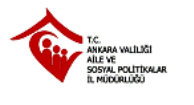 T.C.
ANKARA VALİLİĞİ
AİLE VE
SOSYAL POLİTİKALAR
İL MÜDÜRLÜĞÜ